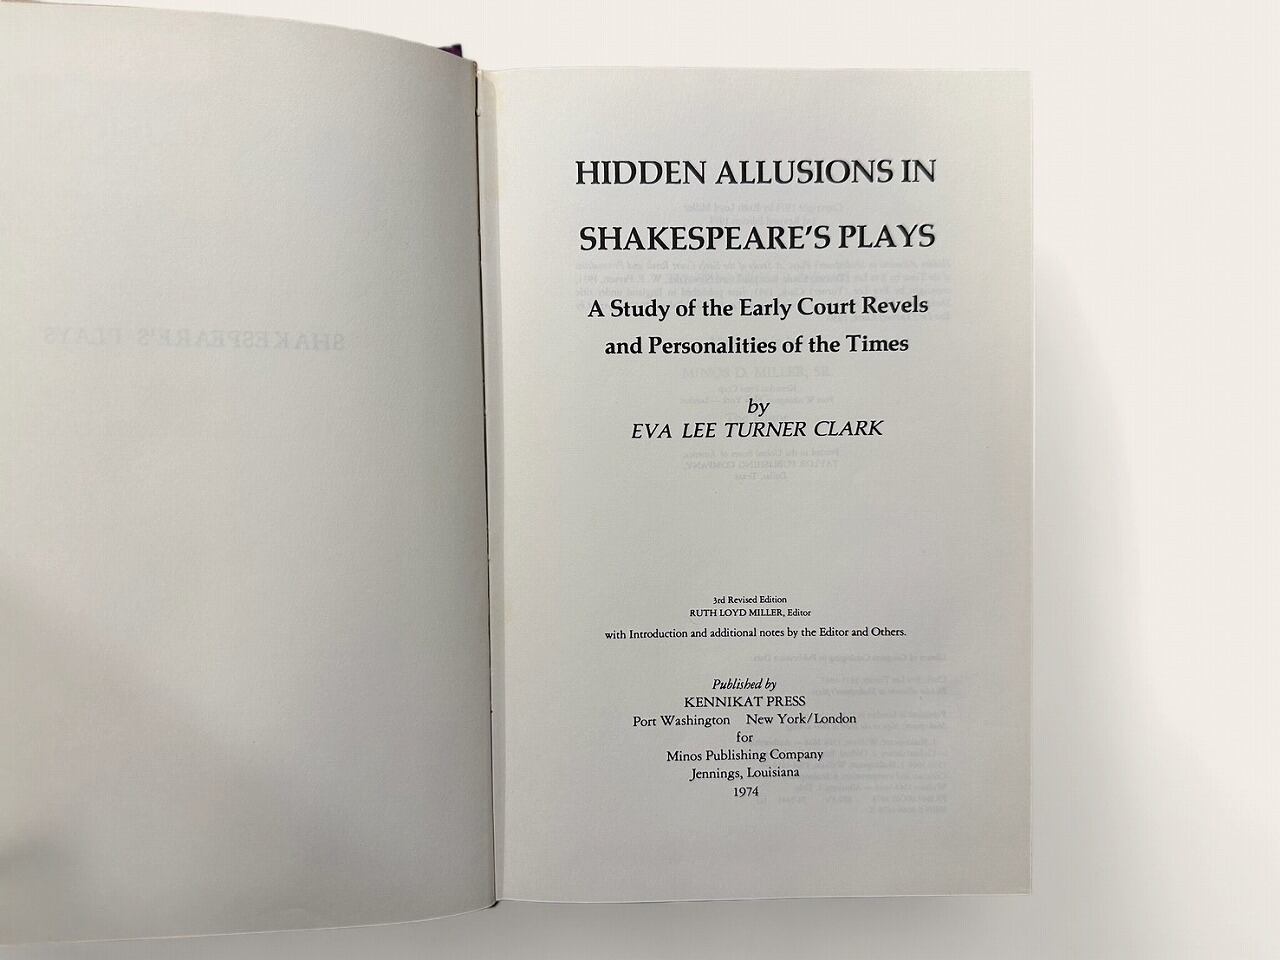 HIDDEN ALLUSIONS IN
SHAKESPEARE'S PLAYS
A Study of the Early Court Revels
and Personalities of the Times
by
EVA LEE TURNER CLARK
3rd Revised Edition
RUTH LOYD MILLER, Editor
with Introduction and additional notes by the Editor and Others.
Published by
KENNIKAT PRESS
Port Washington New York/London
for
Minos Publishing Company
Jennings, Louisiana
1974